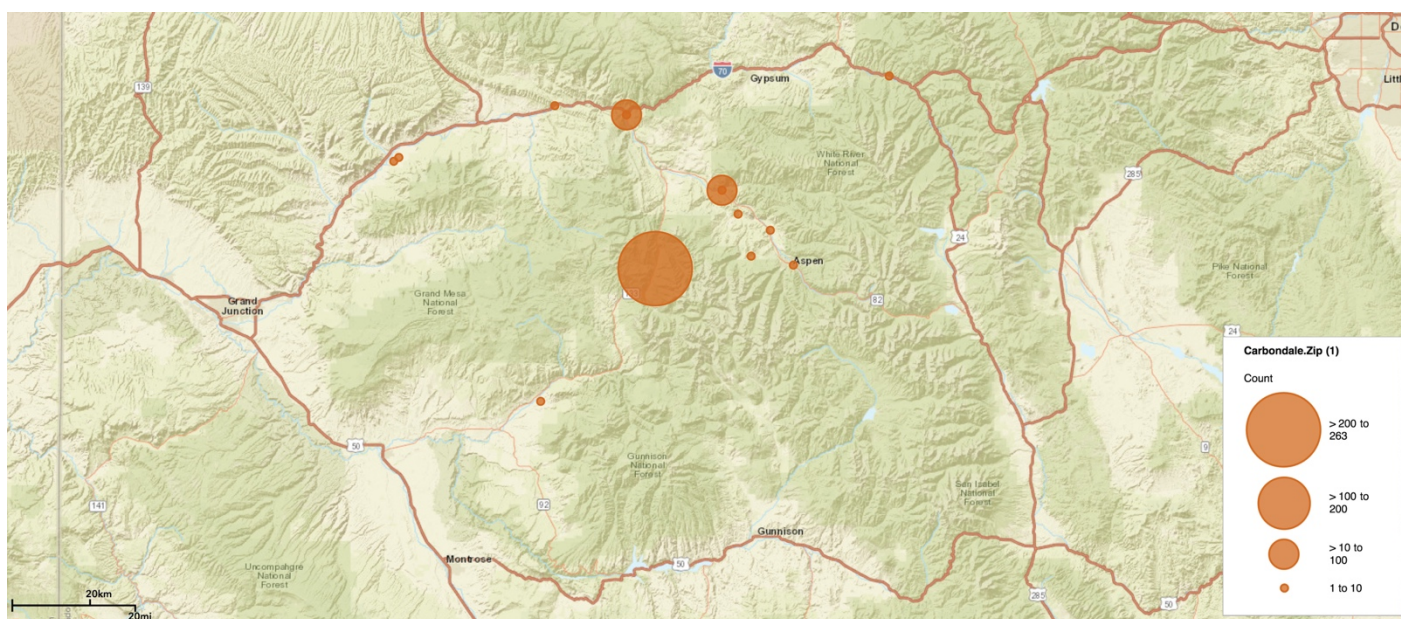 D
139
70
Gypsum
Littl
White River
National
Forest
285
24
Aspen
Pike National
Forest
Grand
Junction
Grand Mesa
National
Forest
82
24
Carbondale.Zip (1)
Count
> 200 to
263
> 100 to
200
> 10 to
100
1 to 10
9
50
Gunnison
National
Forest
San Isabel
National
Forest
141
92
Gunnison
Montrose
50
Uncompahgre
National
Forest
285
50
20km
20mi